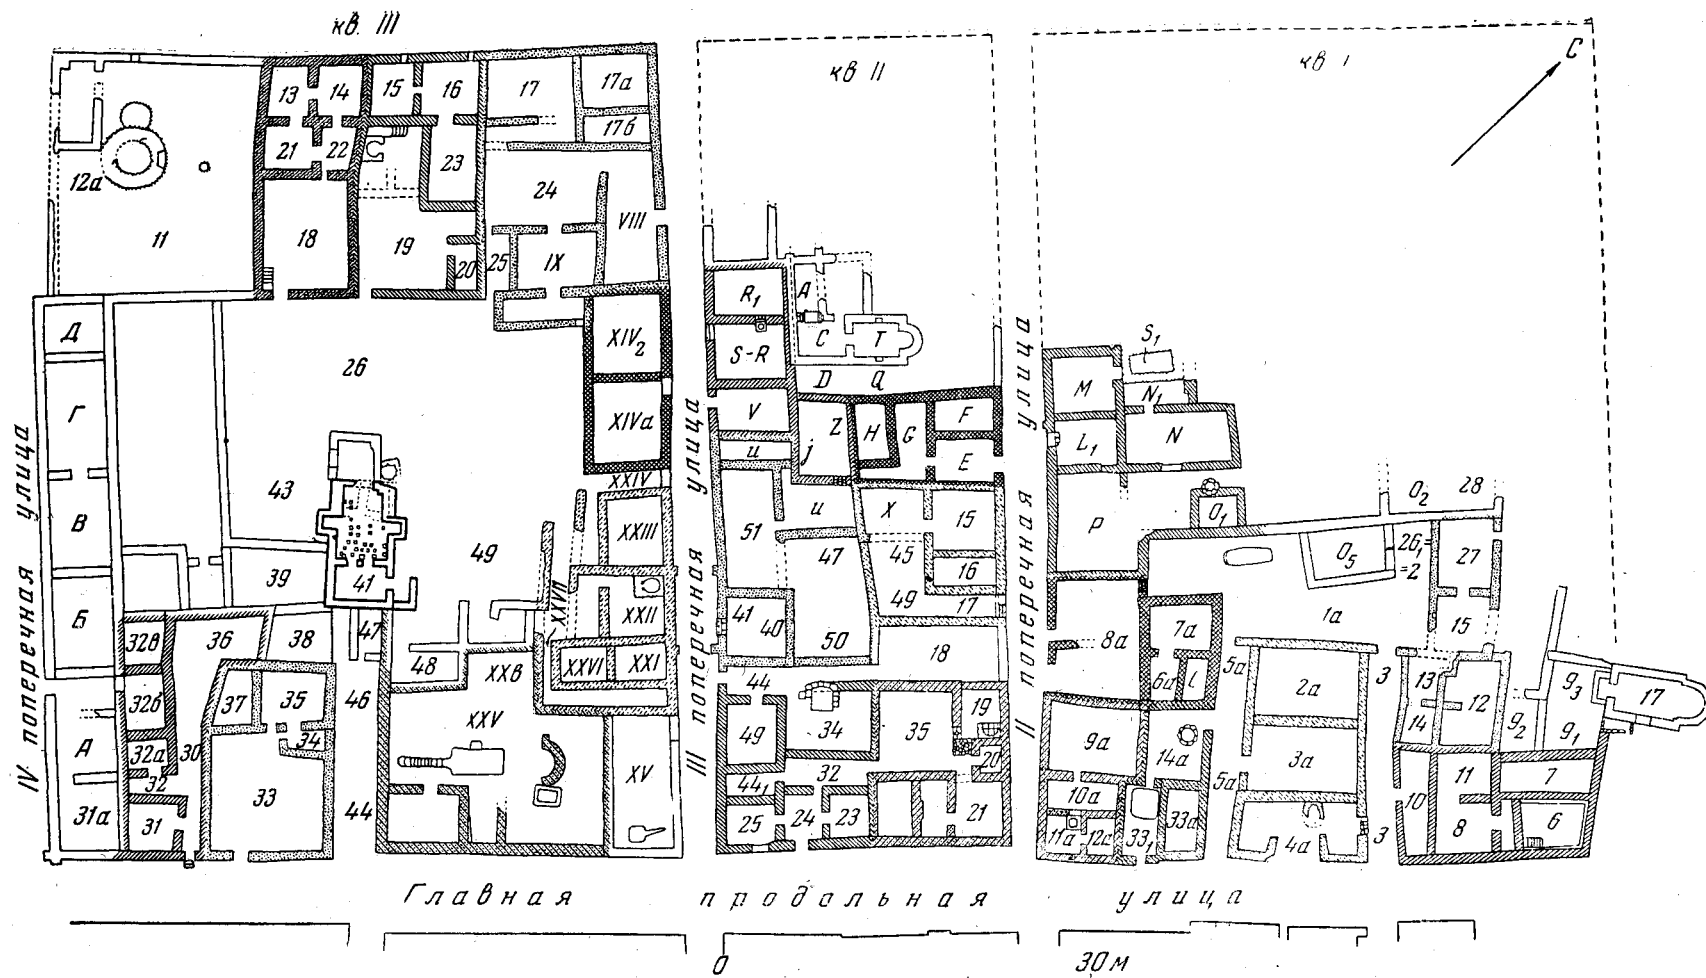 кв. III
кв II
кв I
С
13 14 15 16 17 17а
17б
21 22 23
12а
24
VIII
11 18 19 20 25 IX
Д
26
XIV2
XIVа
Г
43
В
XXIV
XXIII
49
39
41
XXVII
XXII
Б
32в 36 38 47
48 XXв XXVI XXI
32б 37 35 46
XXV
А 32а 30 34
32
33
XV
31а 31 44
IV поперечная улица
III поперечная улица
II поперечная улица
R1 А
S-R С Т
D Q
V Z H G F
и j E
51 и X 15
47 45
16
41 40 49 17
50 18
44
49 34 35 19
20
441 32
25 24 23 21
S1
M N1
L1 N
P O1 O2 28
O5 26,= 27
=2
1а
8а 7а 15
6а L 5а 3
2а 13 12 93 17
14 92 91
9а 14а 3а
5а 11 7
10а 10
11а 12а 331 33а 4а 3 8 6
Главная продольная улица
0 30 м